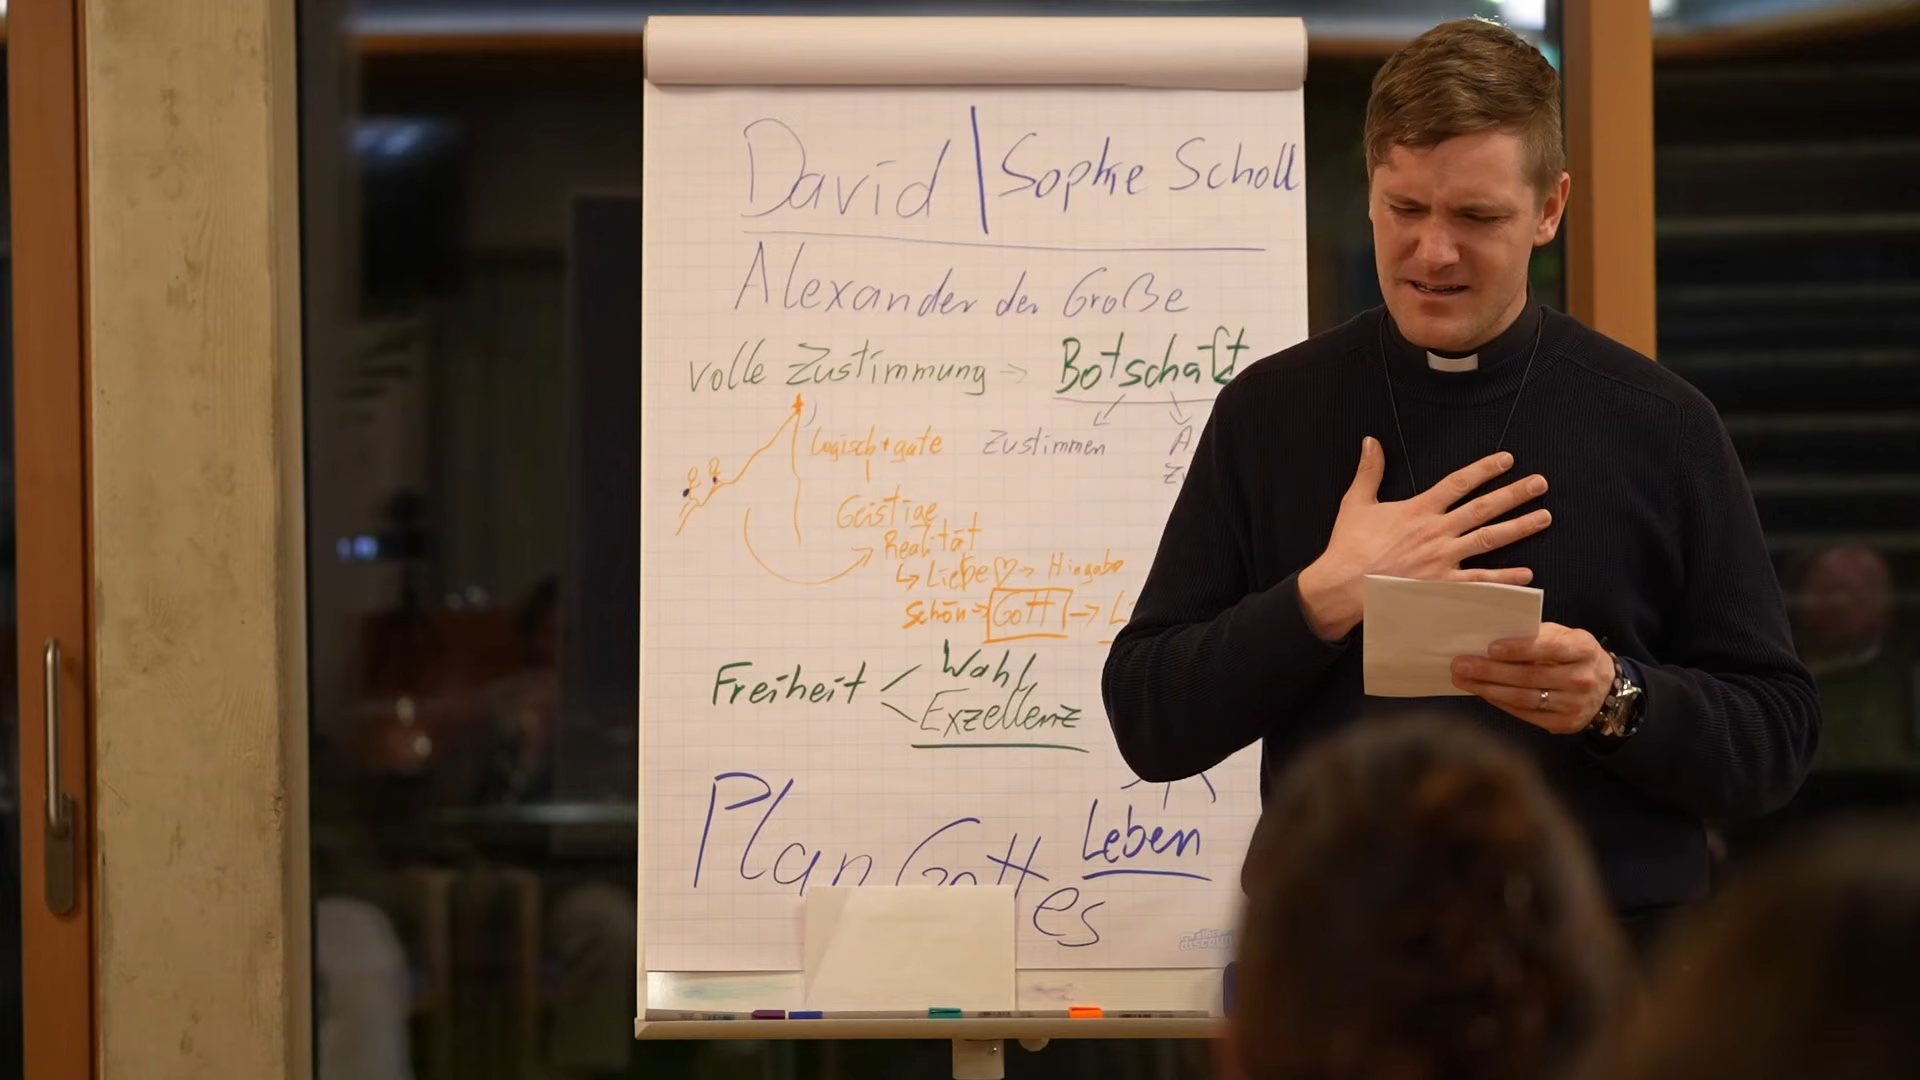 David | Sophie Scholl
Alexander der Große
volle Zustimmung → Botschaft
Logisch + gute
Zustimmen
Geistige
Realität
↳ Liebe ♡ → Hingabe
Schön → Gott →
Freiheit < Wahl
Exzellenz
Plan Gottes
Leben